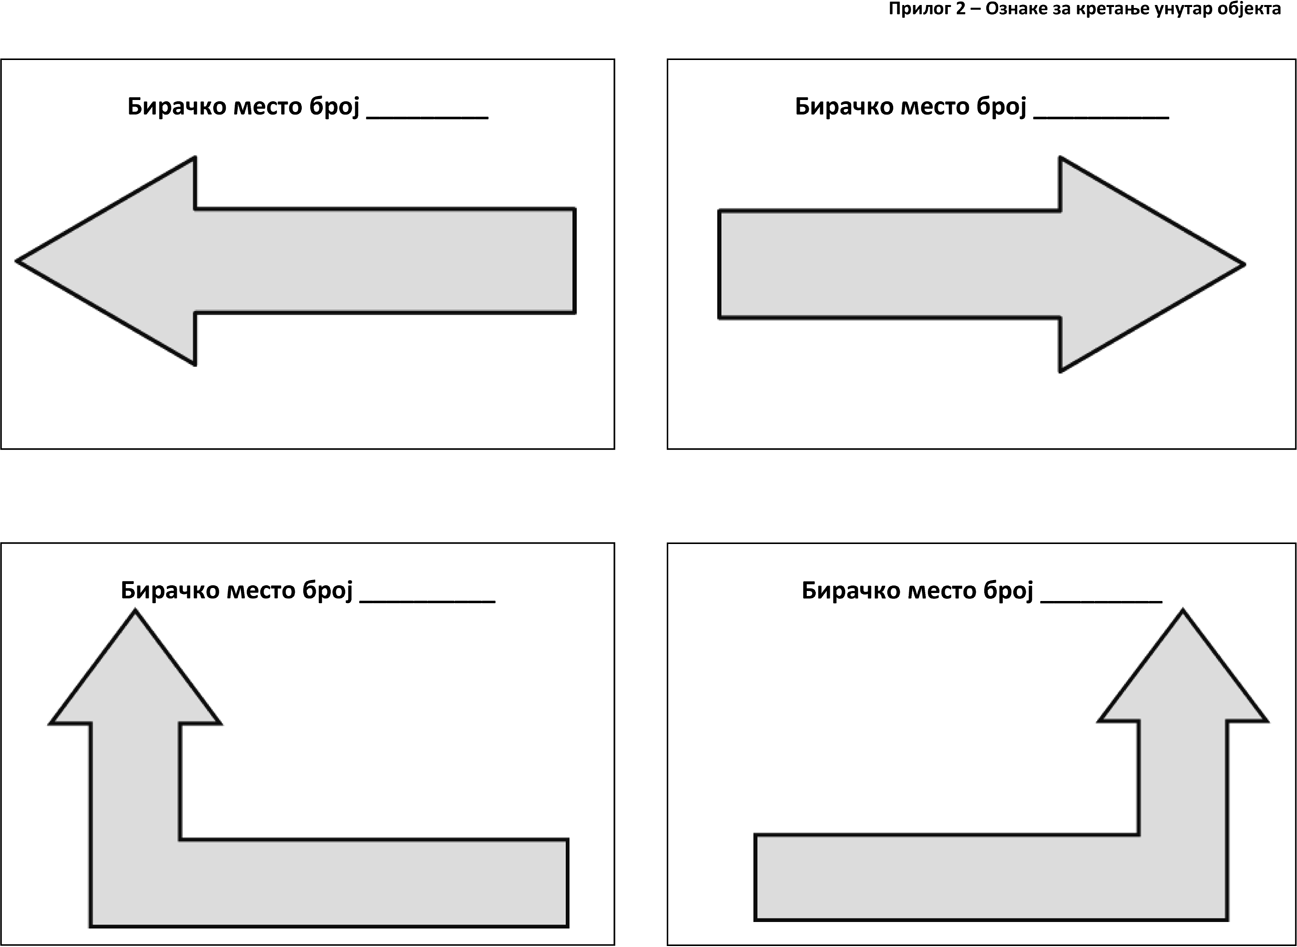 Прилог 2 – Ознаке за кретање унутар објекта
Бирачко место број _________
Бирачко место број __________
Бирачко место број __________
Бирачко место број _________